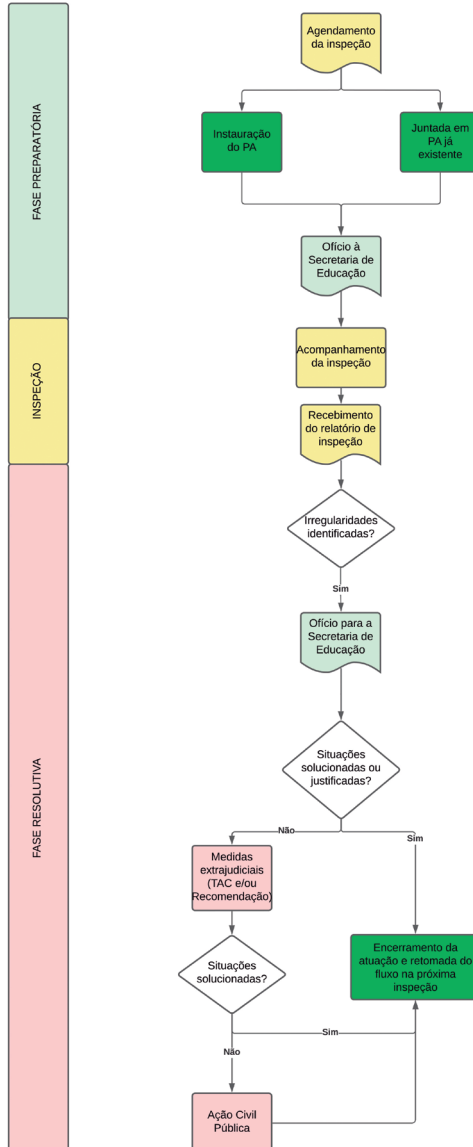 FASE PREPARATÓRIA
Agendamento
da inspeção
Instauração
do PA
Juntada em
PA já
existente
Ofício à
Secretaria de
Educação
INSPEÇÃO
Acompanhamento
da inspeção
Recebimento
do relatório de
inspeção
FASE RESOLUTIVA
Irregularidades
identificadas?
Sim
Ofício para a
Secretaria de
Educação
Situações
solucionadas ou
justificadas?
Não
Sim
Medidas
extrajudiciais
(TAC e/ou
Recomendação)
Encerramento da
atuação e retomada do
fluxo na próxima
inspeção
Situações
solucionadas?
Sim
Não
Ação Civil
Pública